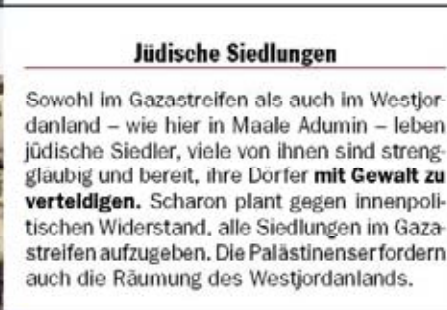 Jüdische Siedlungen
Sowohl im Gazastreifen als auch im Westjor-
danland – wie hier in Maale Adumin – leben
jüdische Siedler, viele von ihnen sind streng-
gläubig und bereit, ihre Dörfer mit Gewalt zu
verteidigen. Scharon plant gegen innenpoli-
tischen Widerstand, alle Siedlungen im Gaza-
streifen aufzugeben. Die Palästinenser fordern
auch die Räumung des Westjordanlands.